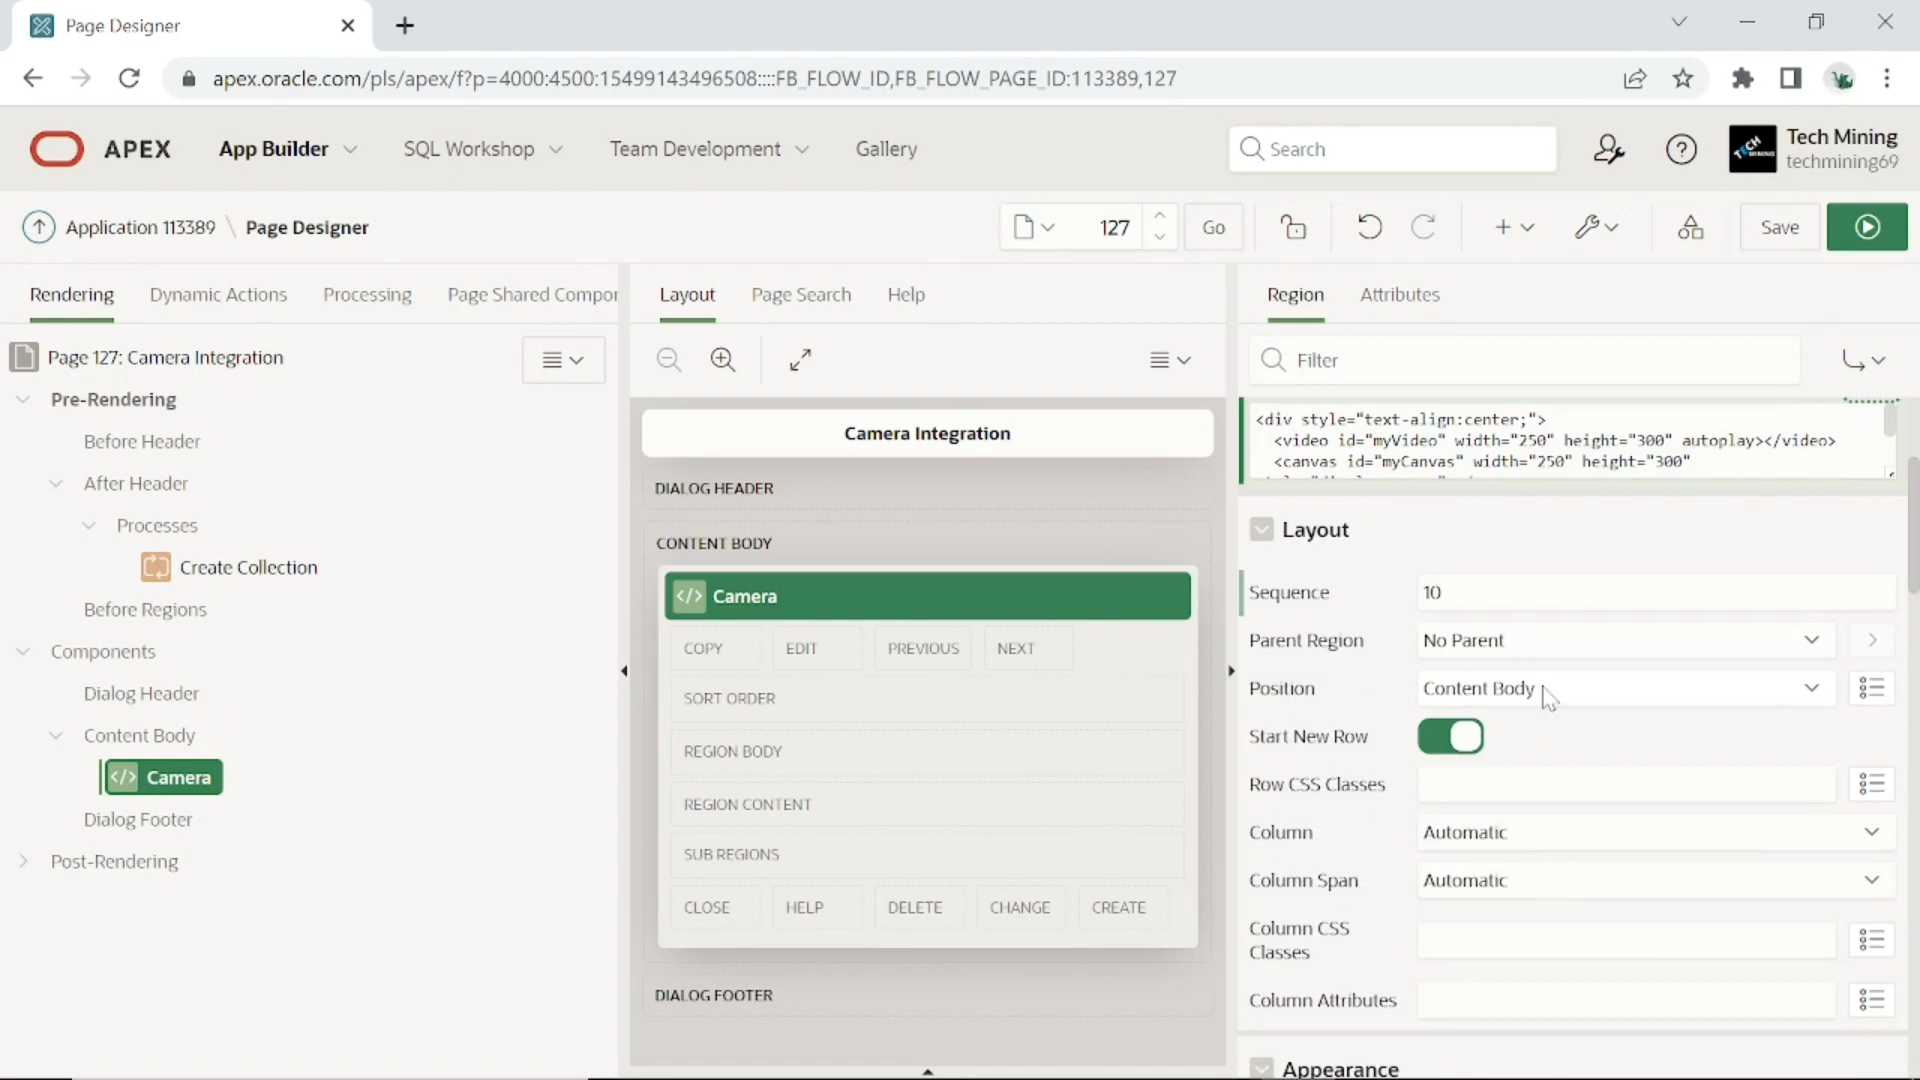 Page Designer
apex.oracle.com/pls/apex/f?p=4000:4500:15499143496508::::FB_FLOW_ID,FB_FLOW_PAGE_ID:113389,127
APEX
App Builder
SQL Workshop
Team Development
Gallery
Search
Tech Mining
techmining69
Application 113389 \ Page Designer
127
Go
Save
Rendering
Dynamic Actions
Processing
Page Shared Compor
Layout
Page Search
Help
Region
Attributes
Page 127: Camera Integration
Pre-Rendering
Before Header
After Header
Processes
Create Collection
Before Regions
Components
Dialog Header
Content Body
</> Camera
Dialog Footer
Post-Rendering
Camera Integration
DIALOG HEADER
CONTENT BODY
</> Camera
COPY
EDIT
PREVIOUS
NEXT
SORT ORDER
REGION BODY
REGION CONTENT
SUB REGIONS
CLOSE
HELP
DELETE
CHANGE
CREATE
DIALOG FOOTER
Filter
<div style="text-align:center;">
<video id="myVideo" width="250" height="300" autoplay></video>
<canvas id="myCanvas" width="250" height="300"
Layout
Sequence
10
Parent Region
No Parent
Position
Content Body
Start New Row
Row CSS Classes
Column
Automatic
Column Span
Automatic
Column CSS
Classes
Column Attributes
Appearance